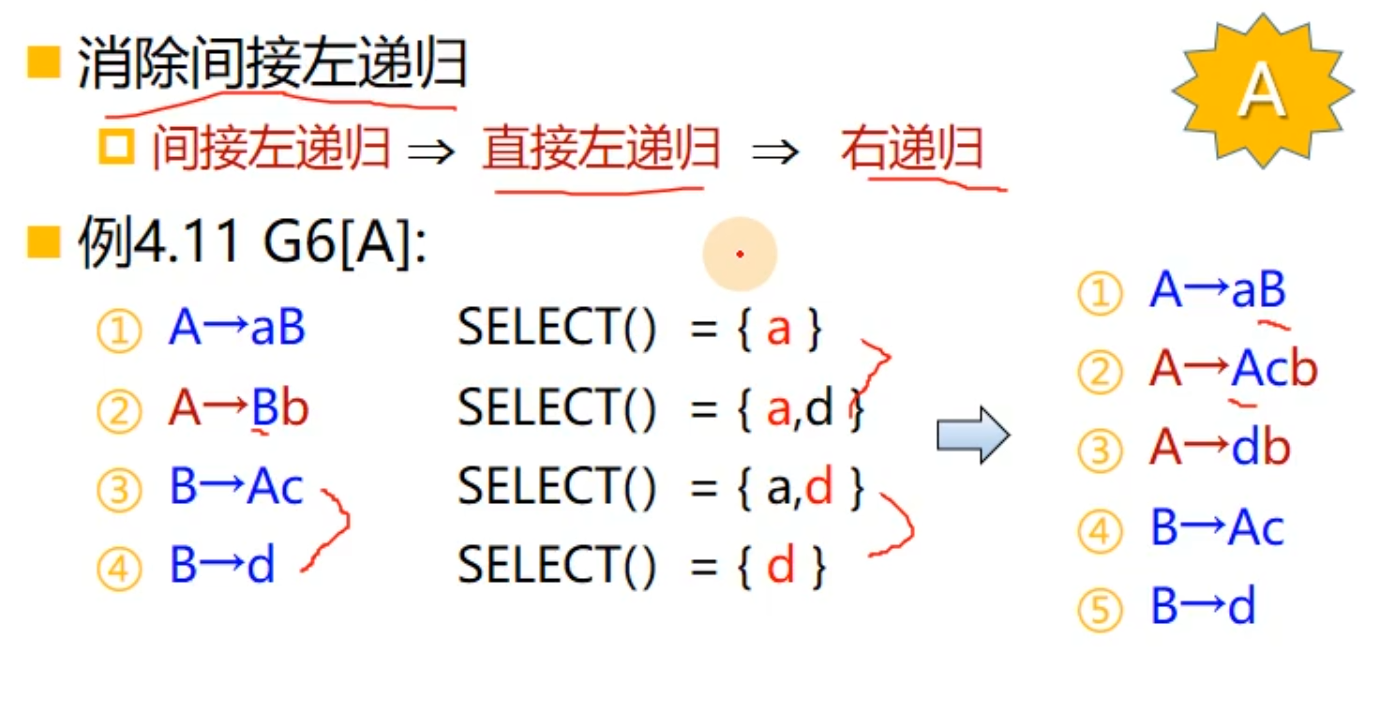 消除间接左递归
A
间接左递归 ⇒ 直接左递归 ⇒ 右递归
例4.11 G6[A]:
① A→aB SELECT() = { a }
② A→Bb SELECT() = { a,d }
③ B→Ac SELECT() = { a,d }
④ B→d SELECT() = { d }
① A→aB
② A→Acb
③ A→db
④ B→Ac
⑤ B→d